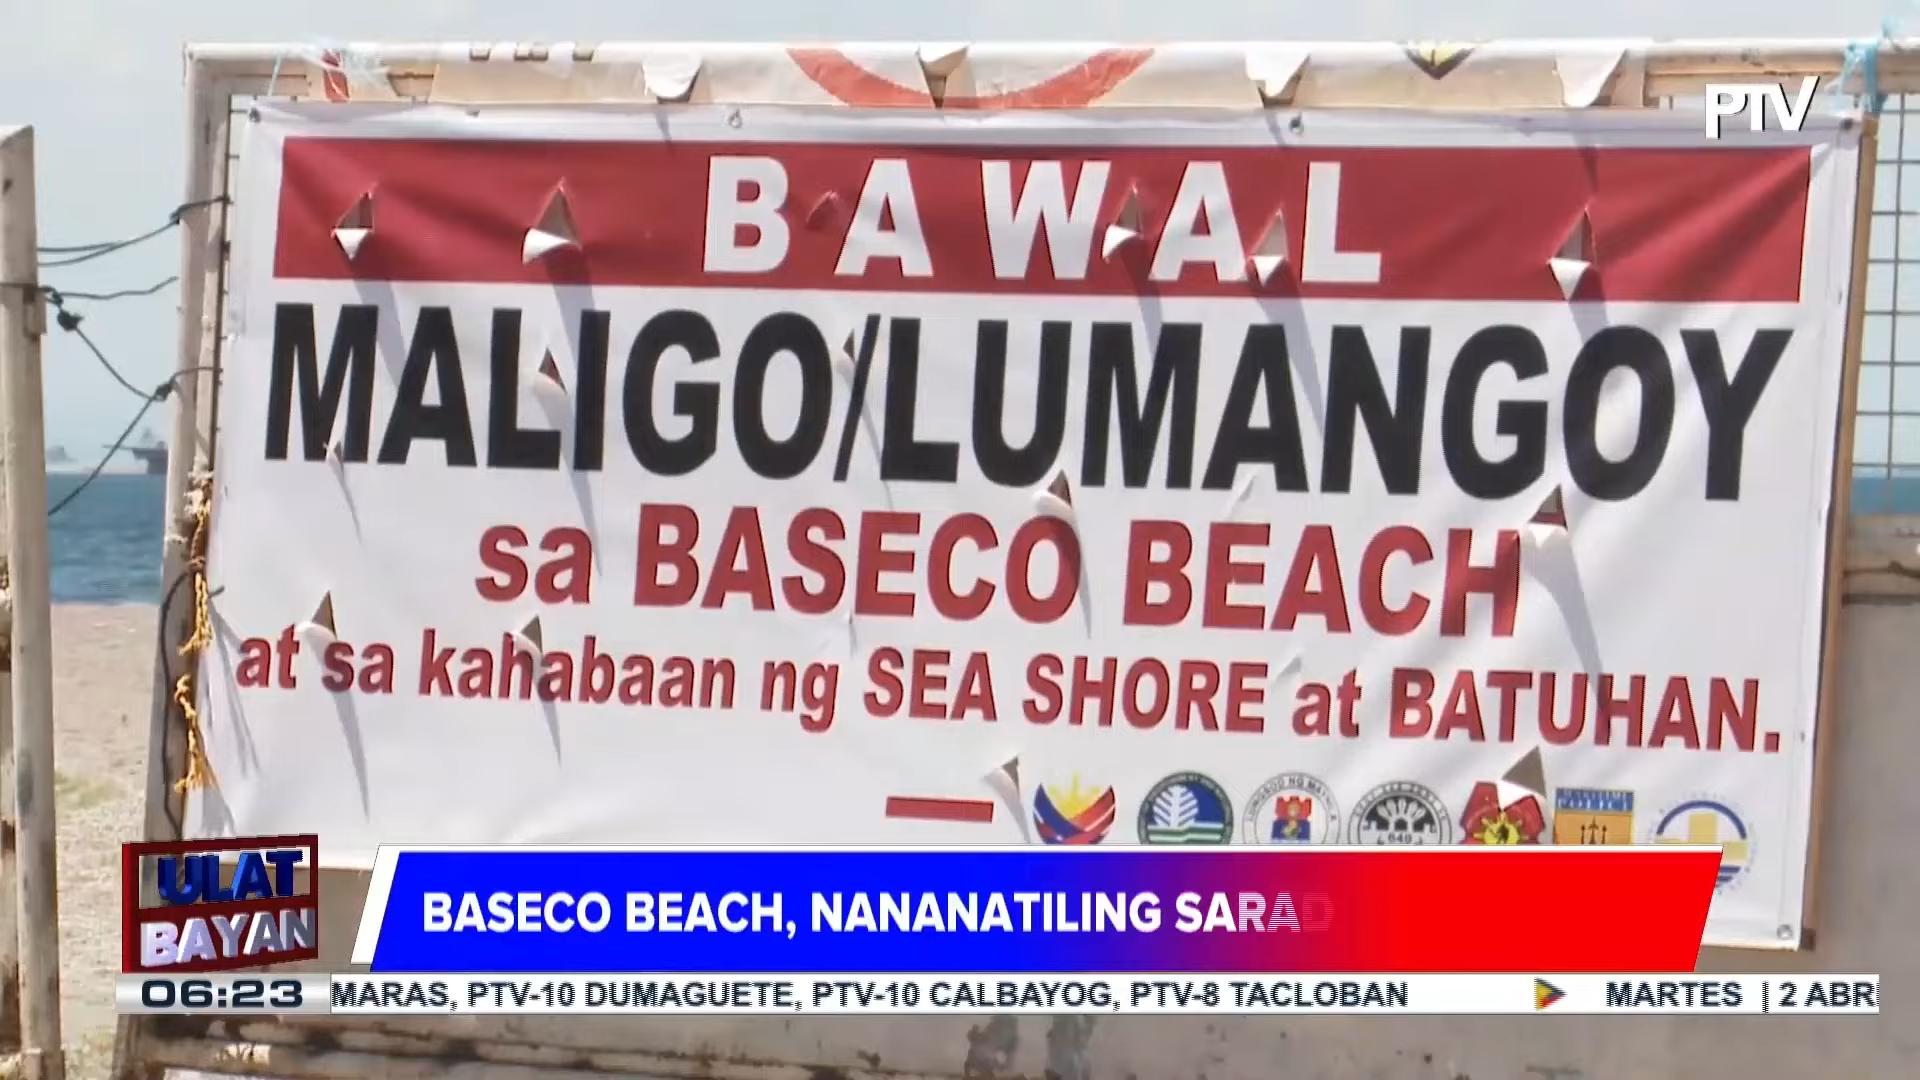 PTV
BAWAL
MALIGO/LUMANGOY
sa BASECO BEACH
at sa kahabaan ng SEA SHORE at BATUHAN.
ULAT
BAYAN
BASECO BEACH, NANANATILING SARAD
06:23
MARAS, PTV-10 DUMAGUETE, PTV-10 CALBAYOG, PTV-8 TACLOBAN
MARTES | 2 ABR